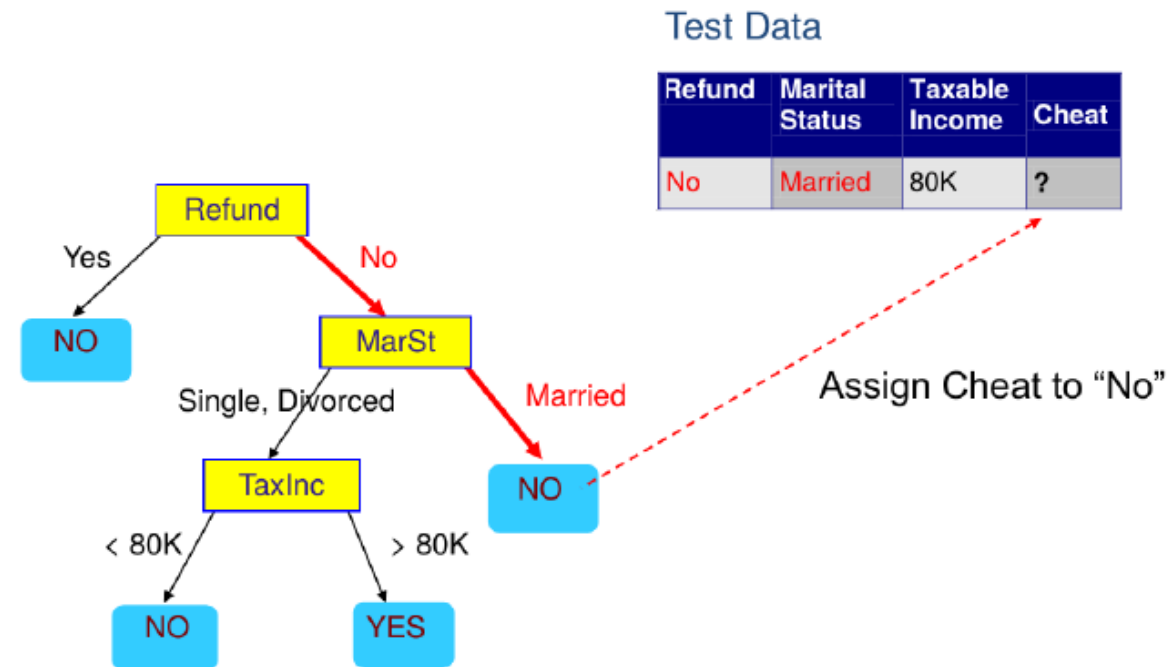 Test Data
Refund Marital Status Taxable Income Cheat
No Married 80K ?
Refund
Yes No
NO MarSt
Single, Divorced Married
Assign Cheat to “No”
TaxInc NO
< 80K > 80K
NO YES